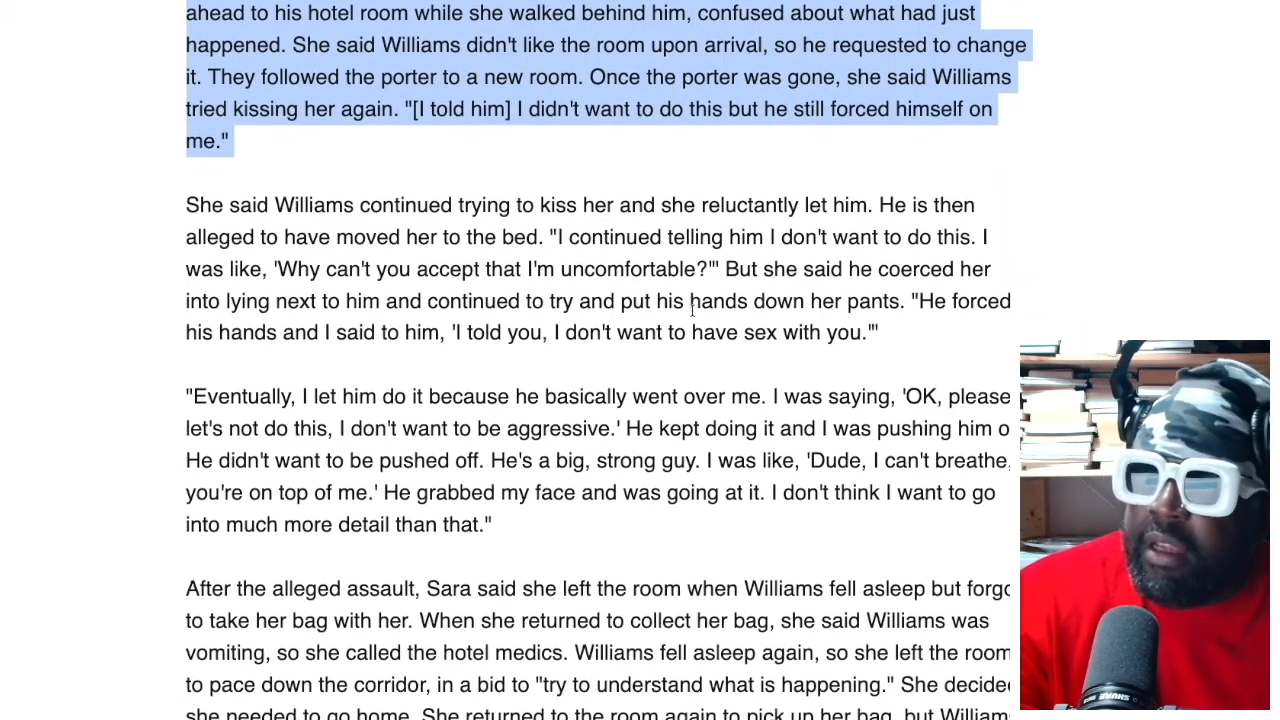 ahead to his hotel room while she walked behind him, confused about what had just
happened. She said Williams didn't like the room upon arrival, so he requested to change
it. They followed the porter to a new room. Once the porter was gone, she said Williams
tried kissing her again. "[I told him] I didn't want to do this but he still forced himself on
me."
She said Williams continued trying to kiss her and she reluctantly let him. He is then
alleged to have moved her to the bed. "I continued telling him I don't want to do this. I
was like, 'Why can't you accept that I'm uncomfortable?'" But she said he coerced her
into lying next to him and continued to try and put his hands down her pants. "He forced
his hands and I said to him, 'I told you, I don't want to have sex with you.'"
"Eventually, I let him do it because he basically went over me. I was saying, 'OK, please
let's not do this, I don't want to be aggressive.' He kept doing it and I was pushing him o
He didn't want to be pushed off. He's a big, strong guy. I was like, 'Dude, I can't breathe,
you're on top of me.' He grabbed my face and was going at it. I don't think I want to go
into much more detail than that."
After the alleged assault, Sara said she left the room when Williams fell asleep but forgo
to take her bag with her. When she returned to collect her bag, she said Williams was
vomiting, so she called the hotel medics. Williams fell asleep again, so she left the room
to pace down the corridor, in a bid to "try to understand what is happening." She decide
she needed to go home. She returned to the room again to pick up her bag, but William
SHURE